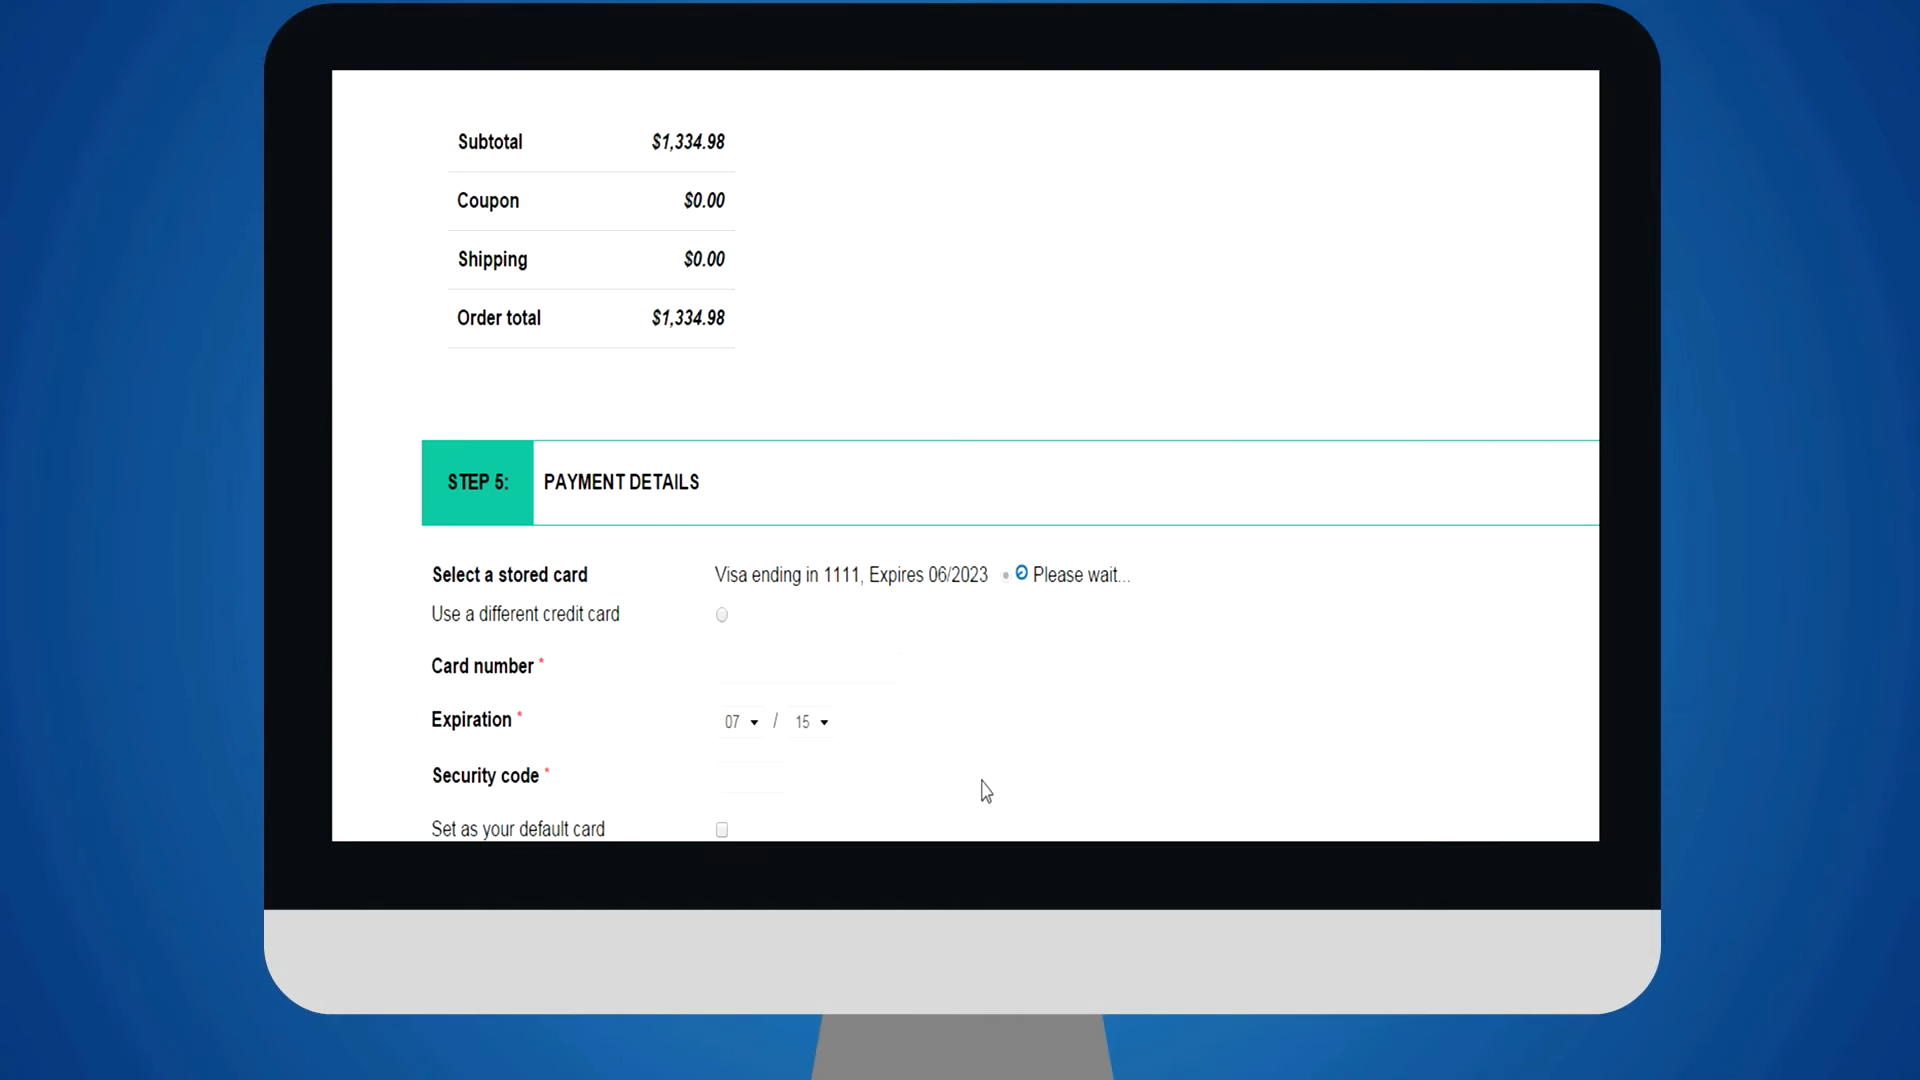 Subtotal $1,334.98
Coupon $0.00
Shipping $0.00
Order total $1,334.98
STEP 5: PAYMENT DETAILS
Select a stored card Visa ending in 1111, Expires 06/2023 Please wait...
Use a different credit card
Card number *
Expiration * 07 / 15
Security code *
Set as your default card